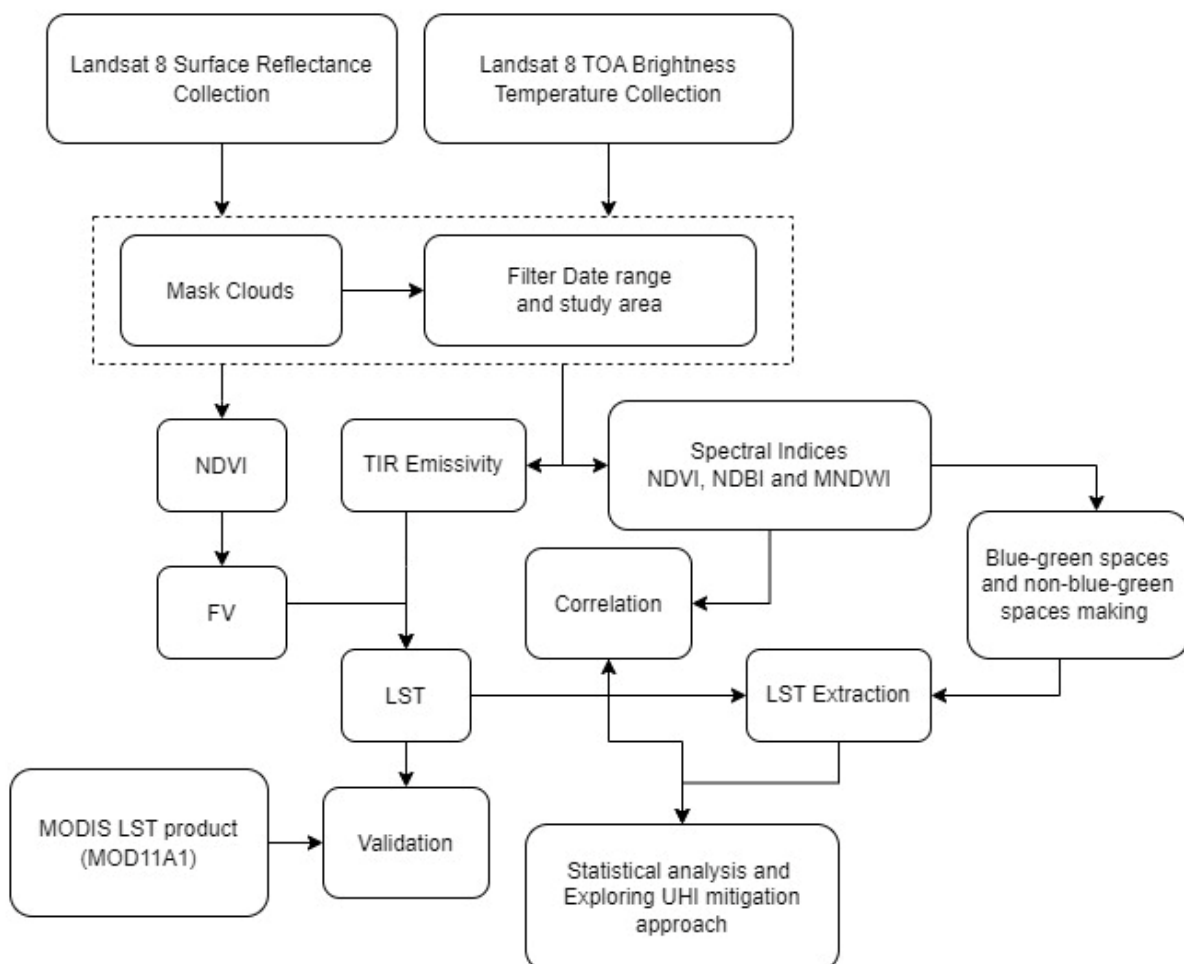 Landsat 8 Surface Reflectance
Collection
Landsat 8 TOA Brightness
Temperature Collection
Mask Clouds
Filter Date range
and study area
NDVI
TIR Emissivity
Spectral Indices
NDVI, NDBI and MNDWI
FV
Correlation
Blue-green spaces
and non-blue-green
spaces making
LST
LST Extraction
MODIS LST product
(MOD11A1)
Validation
Statistical analysis and
Exploring UHI mitigation
approach